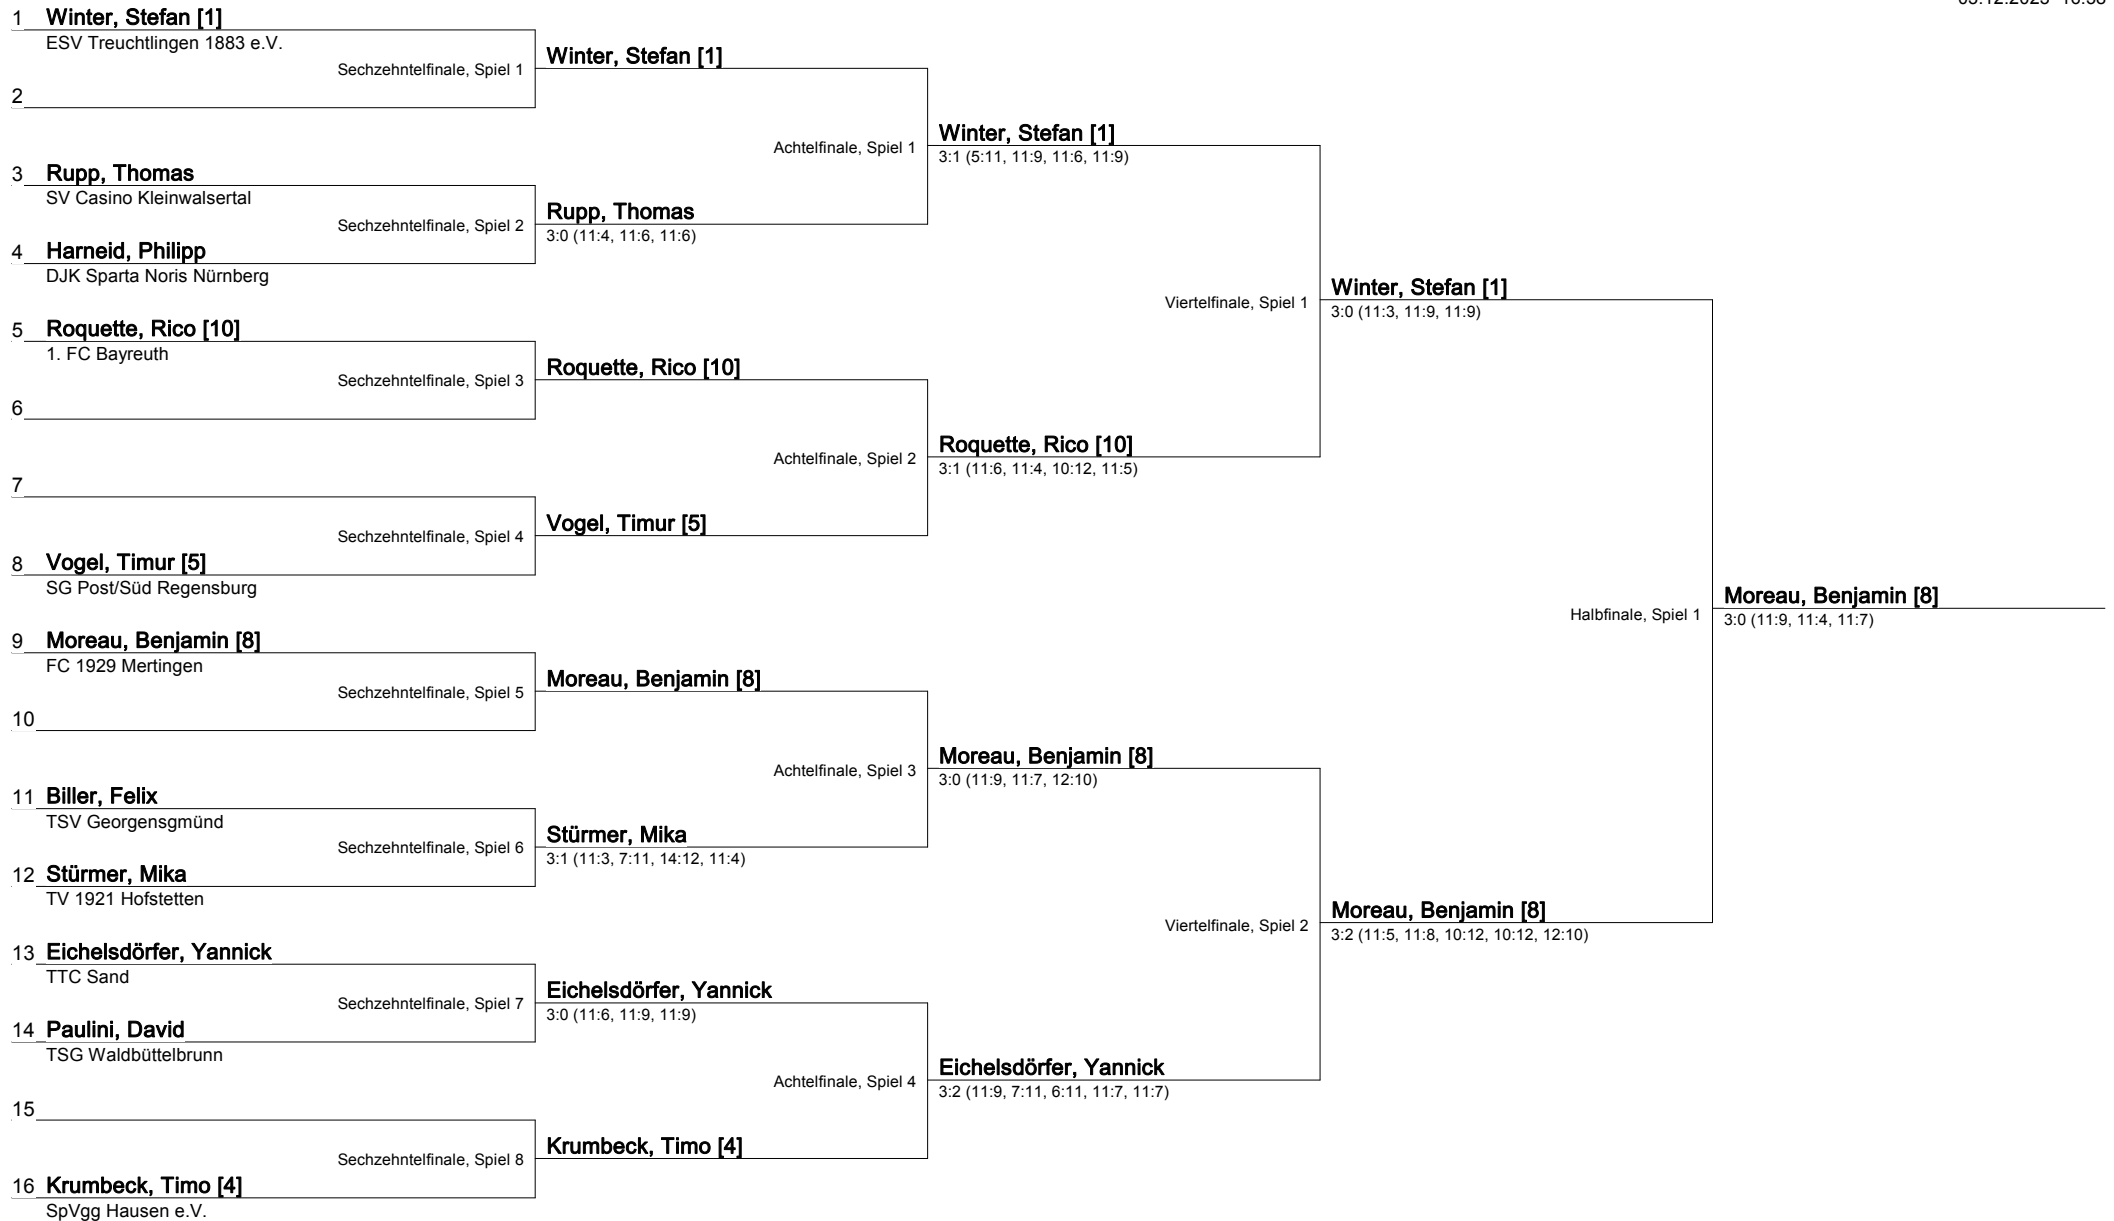 1 Winter, Stefan [1]
ESV Treuchtlingen 1883 e.V.
Sechzehntelfinale, Spiel 1
Winter, Stefan [1]
2
Achtelfinale, Spiel 1
Winter, Stefan [1]
3:1 (5:11, 11:9, 11:6, 11:9)
3 Rupp, Thomas
SV Casino Kleinwalsertal
Sechzehntelfinale, Spiel 2
Rupp, Thomas
3:0 (11:4, 11:6, 11:6)
4 Harneid, Philipp
DJK Sparta Noris Nürnberg
Viertelfinale, Spiel 1
Winter, Stefan [1]
3:0 (11:3, 11:9, 11:9)
5 Roquette, Rico [10]
1. FC Bayreuth
Sechzehntelfinale, Spiel 3
Roquette, Rico [10]
6
Achtelfinale, Spiel 2
Roquette, Rico [10]
3:1 (11:6, 11:4, 10:12, 11:5)
7
Sechzehntelfinale, Spiel 4
Vogel, Timur [5]
8 Vogel, Timur [5]
SG Post/Süd Regensburg
Halbfinale, Spiel 1
Moreau, Benjamin [8]
3:0 (11:9, 11:4, 11:7)
9 Moreau, Benjamin [8]
FC 1929 Mertingen
Sechzehntelfinale, Spiel 5
Moreau, Benjamin [8]
10
Achtelfinale, Spiel 3
Moreau, Benjamin [8]
3:0 (11:9, 11:7, 12:10)
11 Biller, Felix
TSV Georgensgmünd
Sechzehntelfinale, Spiel 6
Stürmer, Mika
3:1 (11:3, 7:11, 14:12, 11:4)
12 Stürmer, Mika
TV 1921 Hofstetten
Viertelfinale, Spiel 2
Moreau, Benjamin [8]
3:2 (11:5, 11:8, 10:12, 10:12, 12:10)
13 Eichelsdörfer, Yannick
TTC Sand
Sechzehntelfinale, Spiel 7
Eichelsdörfer, Yannick
3:0 (11:6, 11:9, 11:9)
14 Paulini, David
TSG Waldbüttelbrunn
Achtelfinale, Spiel 4
Eichelsdörfer, Yannick
3:2 (11:9, 7:11, 6:11, 11:7, 11:7)
15
Sechzehntelfinale, Spiel 8
Krumbeck, Timo [4]
16 Krumbeck, Timo [4]
SpVgg Hausen e.V.